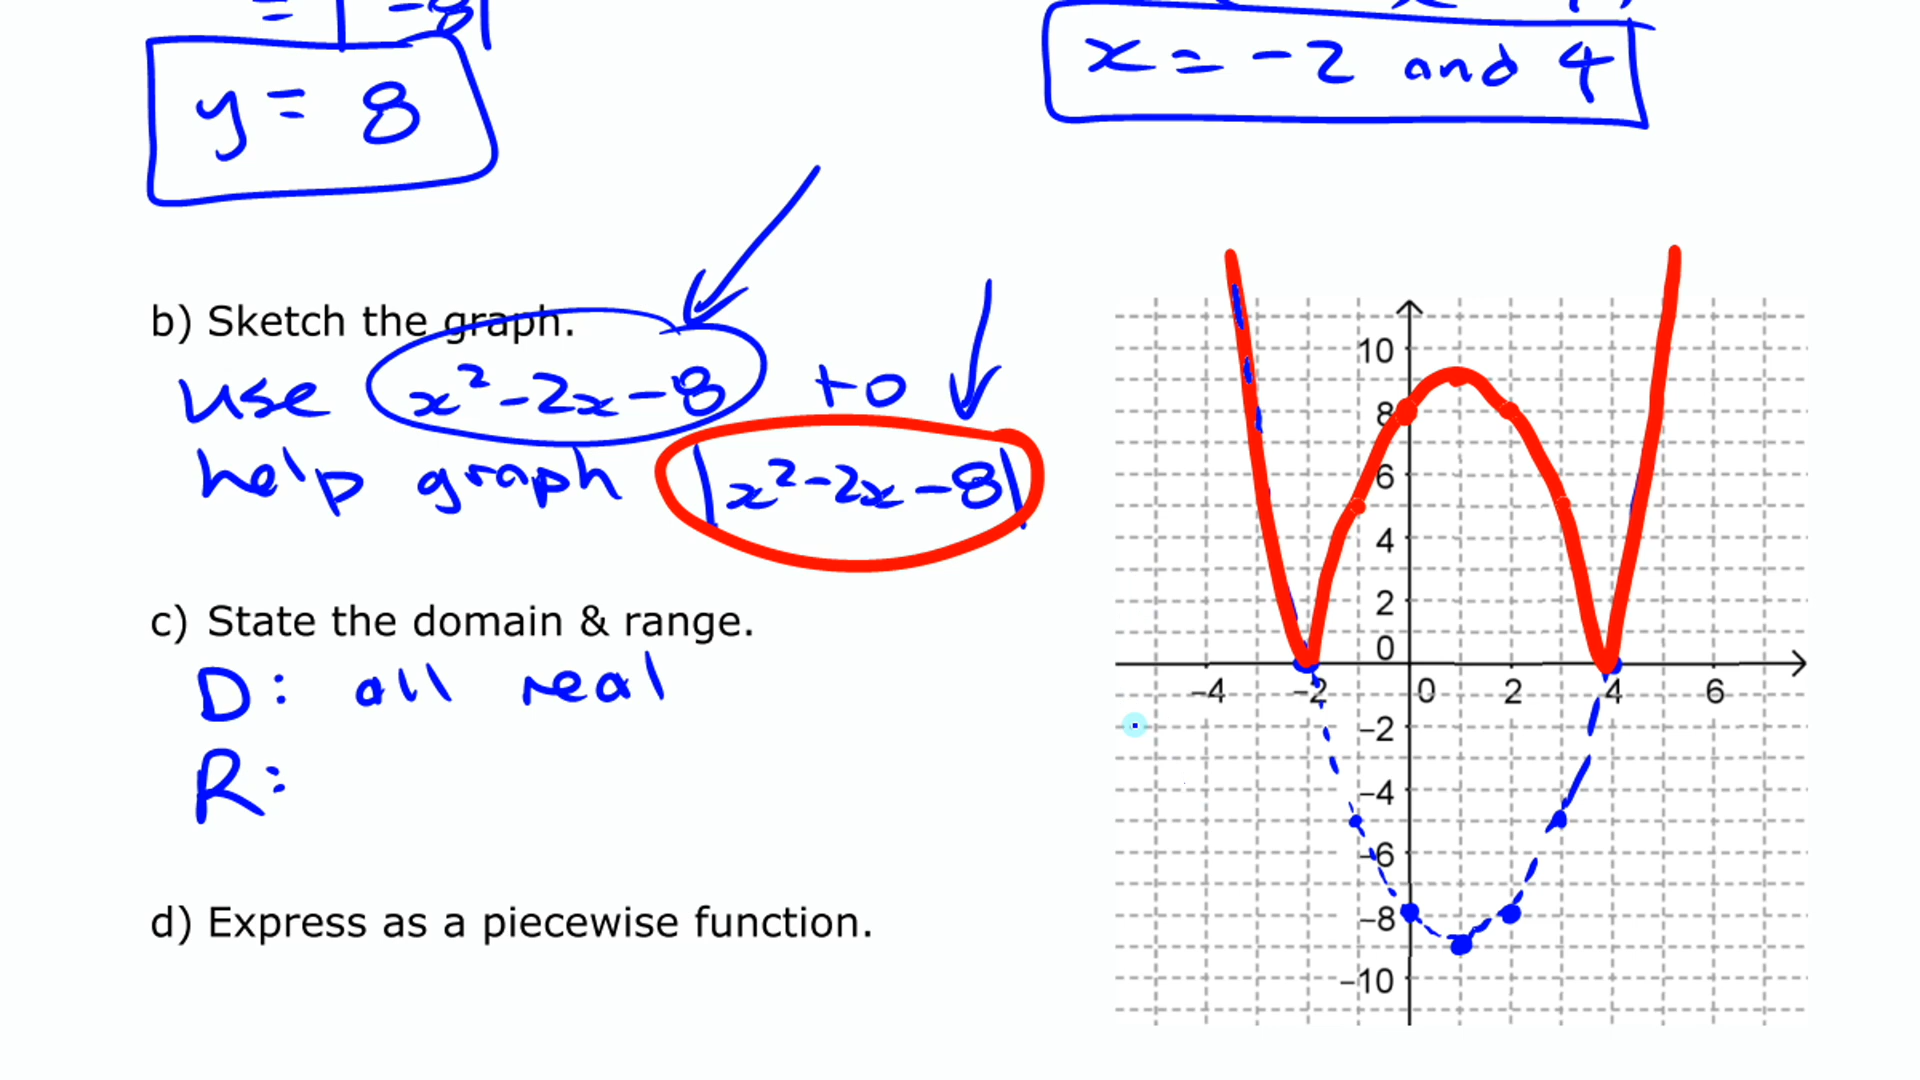 = |-8|
y = 8
x = -2 and 4
b) Sketch the graph.
use x² - 2x - 8 to
help graph |x² - 2x - 8|
c) State the domain & range.
D: all real
R:
d) Express as a piecewise function.
10
8
6
4
2
0
-4 -2 0 2 4 6
-2
-4
-6
-8
-10